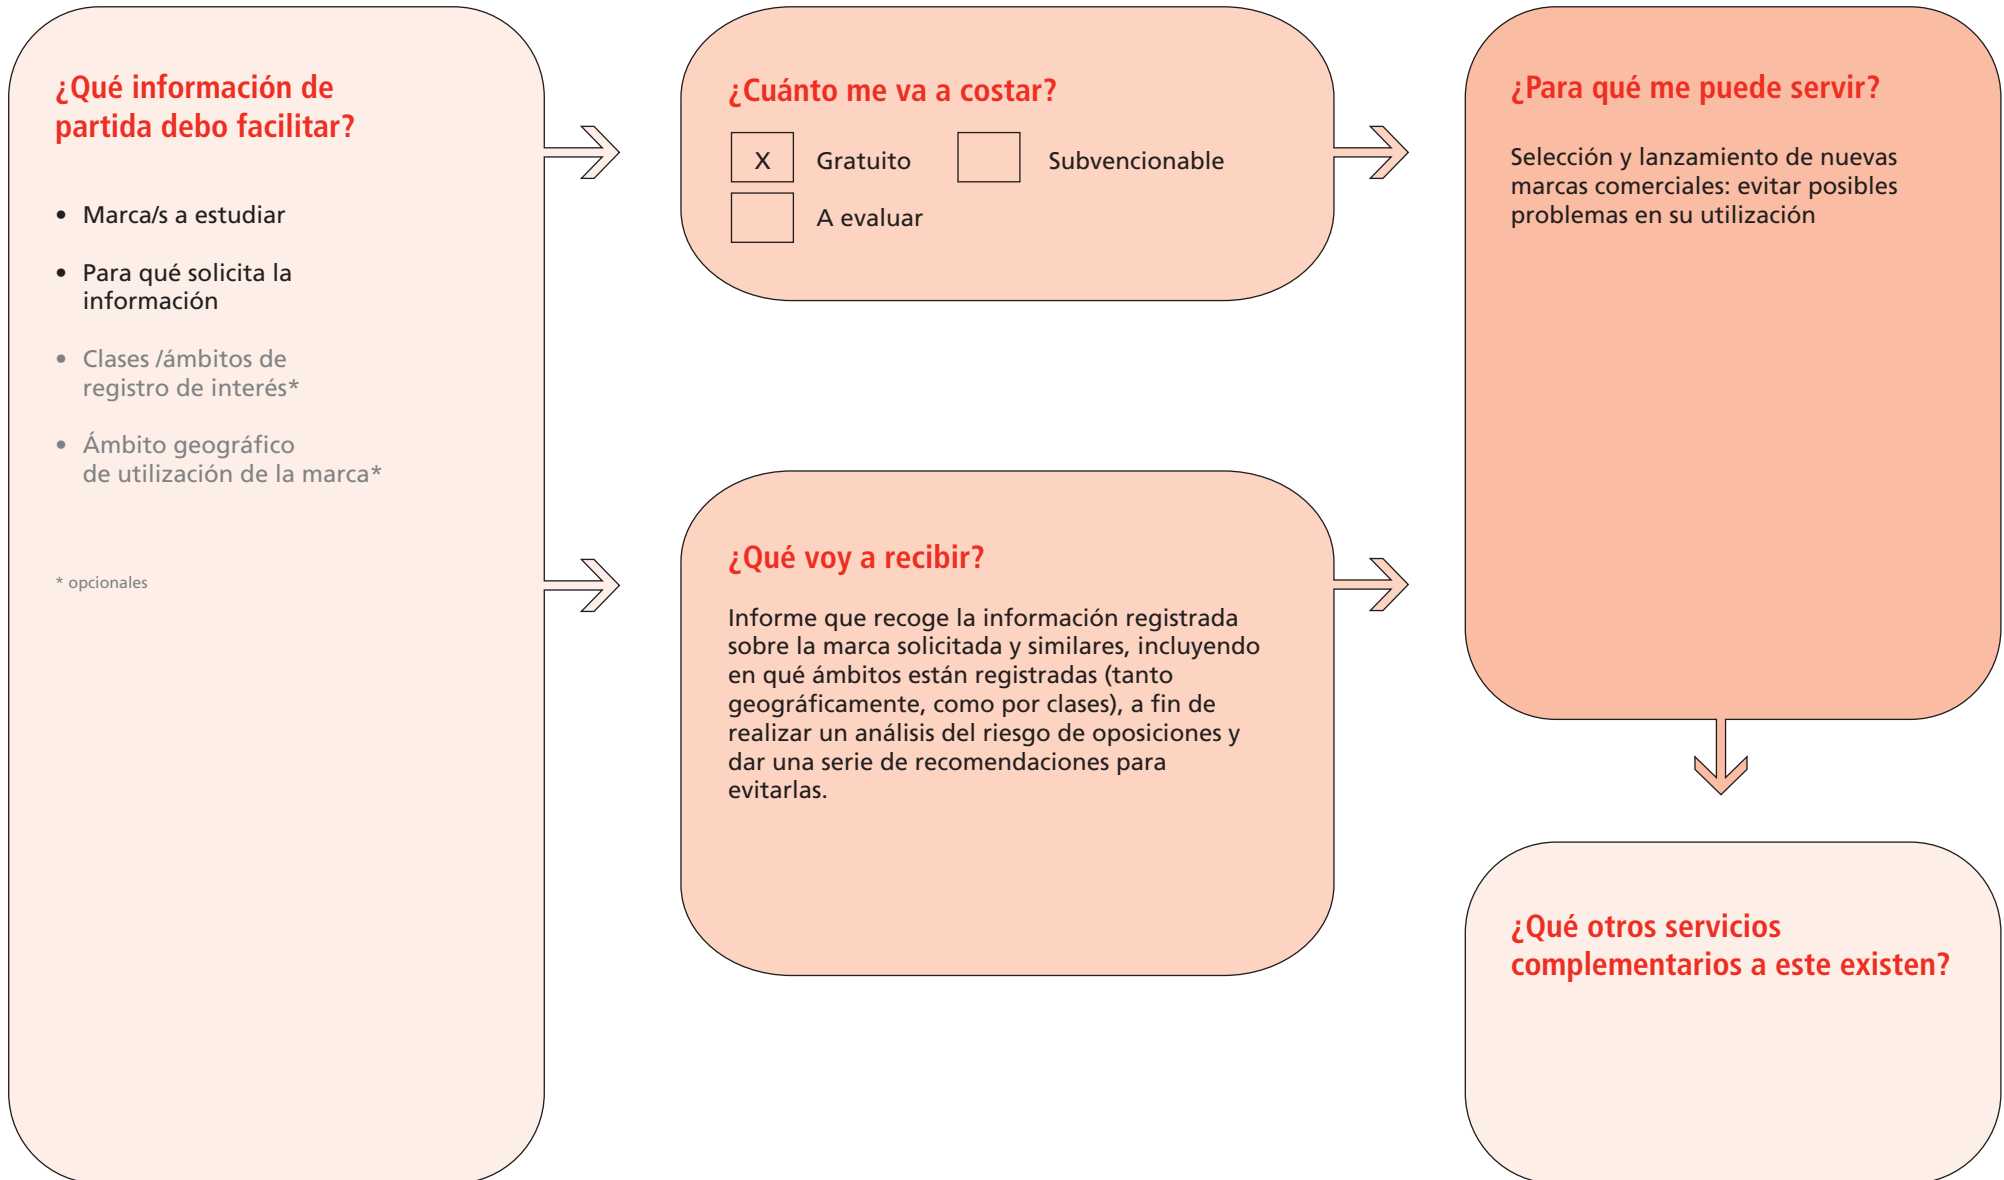 ¿Qué información de
partida debo facilitar?
• Marca/s a estudiar
• Para qué solicita la
información
• Clases /ámbitos de
registro de interés*
• Ámbito geográfico
de utilización de la marca*
* opcionales
¿Cuánto me va a costar?
X Gratuito Subvencionable
A evaluar
¿Qué voy a recibir?
Informe que recoge la información registrada
sobre la marca solicitada y similares, incluyendo
en qué ámbitos están registradas (tanto
geográficamente, como por clases), a fin de
realizar un análisis del riesgo de oposiciones y
dar una serie de recomendaciones para
evitarlas.
¿Para qué me puede servir?
Selección y lanzamiento de nuevas
marcas comerciales: evitar posibles
problemas en su utilización
¿Qué otros servicios
complementarios a este existen?